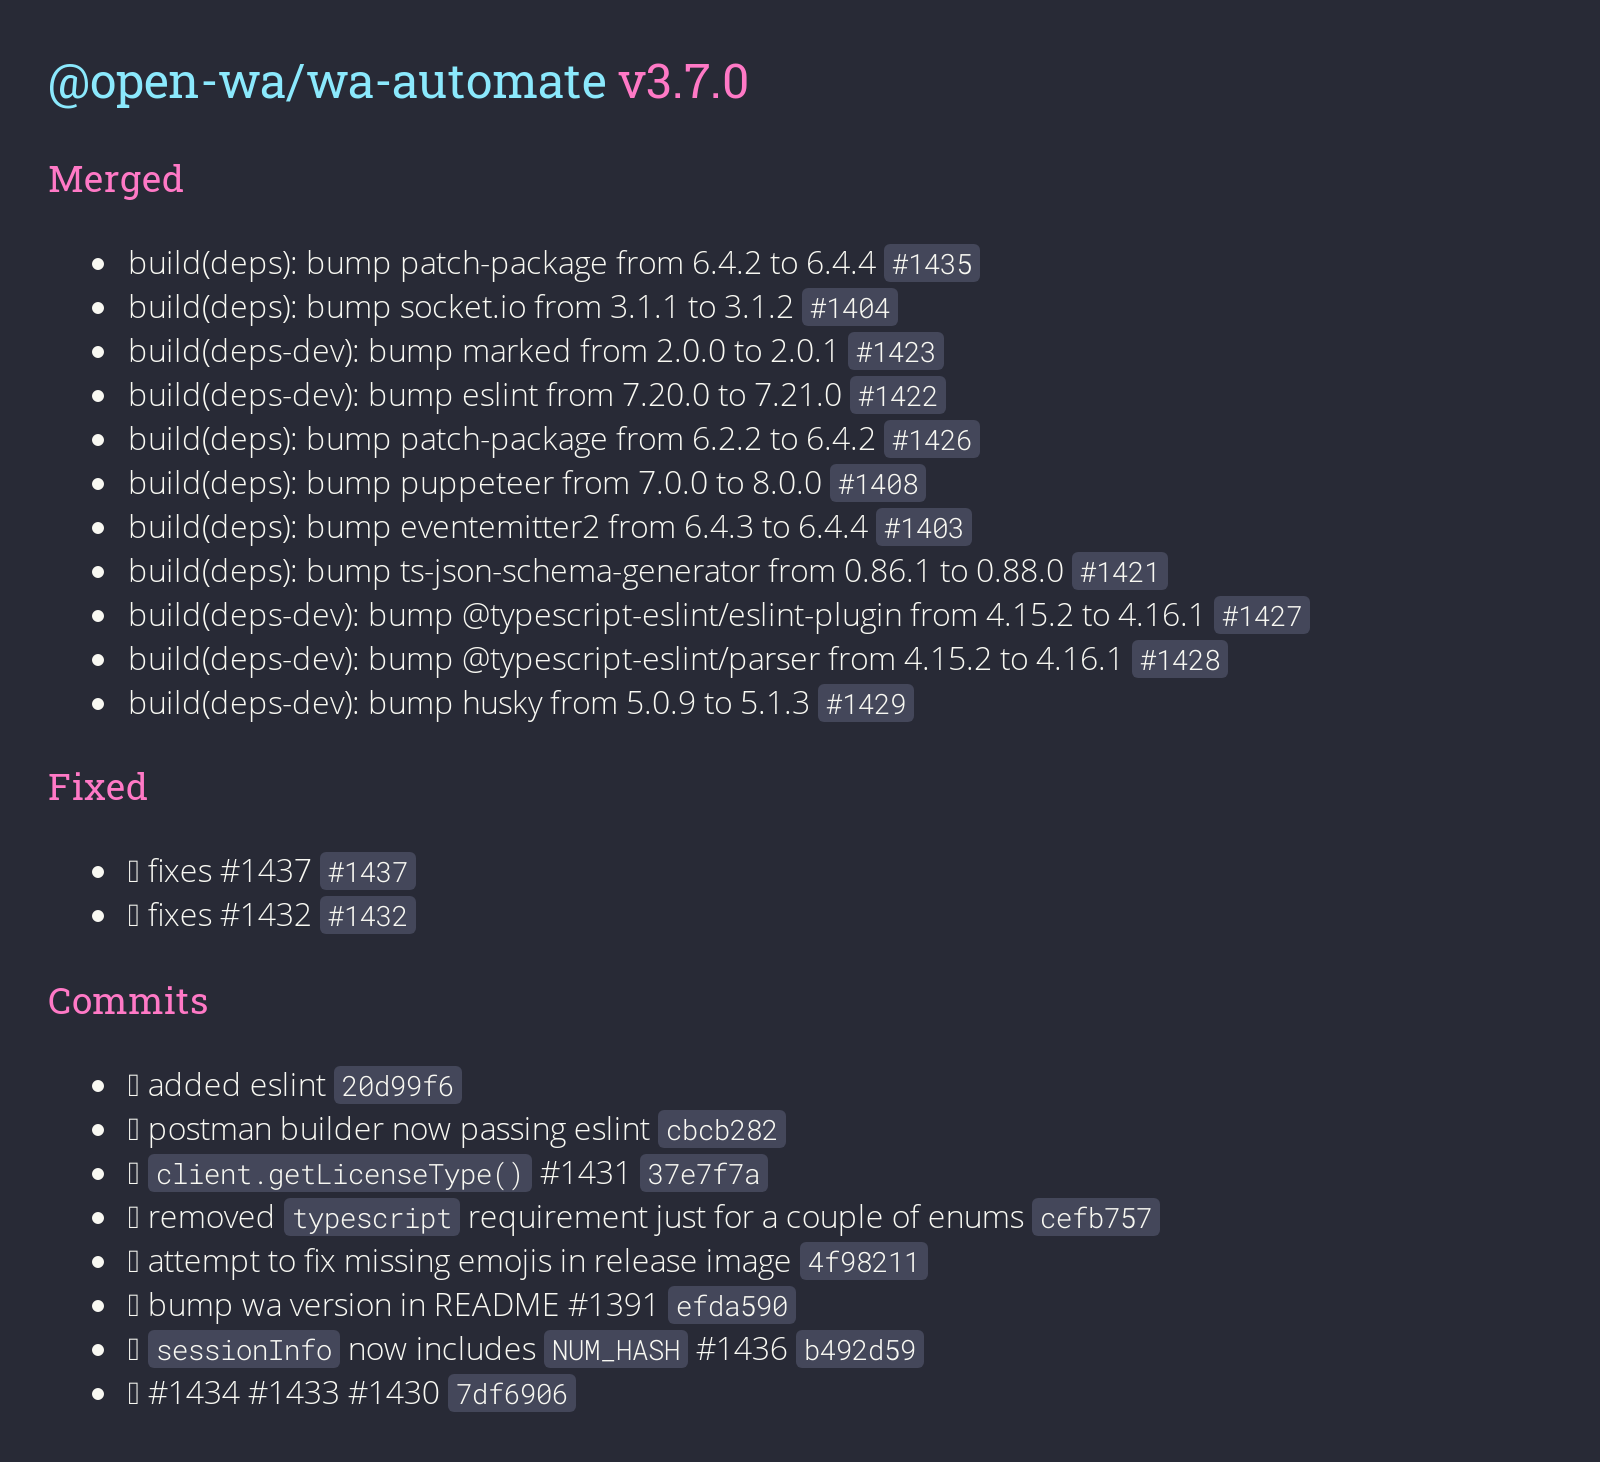 @open-wa/wa-automate v3.7.0
Merged
build(deps): bump patch-package from 6.4.2 to 6.4.4 #1435
build(deps): bump socket.io from 3.1.1 to 3.1.2 #1404
build(deps-dev): bump marked from 2.0.0 to 2.0.1 #1423
build(deps-dev): bump eslint from 7.20.0 to 7.21.0 #1422
build(deps): bump patch-package from 6.2.2 to 6.4.2 #1426
build(deps): bump puppeteer from 7.0.0 to 8.0.0 #1408
build(deps): bump eventemitter2 from 6.4.3 to 6.4.4 #1403
build(deps): bump ts-json-schema-generator from 0.86.1 to 0.88.0 #1421
build(deps-dev): bump @typescript-eslint/eslint-plugin from 4.15.2 to 4.16.1 #1427
build(deps-dev): bump @typescript-eslint/parser from 4.15.2 to 4.16.1 #1428
build(deps-dev): bump husky from 5.0.9 to 5.1.3 #1429
Fixed
fixes #1437 #1437
fixes #1432 #1432
Commits
added eslint 20d99f6
postman builder now passing eslint cbcb282
client.getLicenseType() #1431 37e7f7a
removed typescript requirement just for a couple of enums cefb757
attempt to fix missing emojis in release image 4f98211
bump wa version in README #1391 efda590
sessionInfo now includes NUM_HASH #1436 b492d59
#1434 #1433 #1430 7df6906